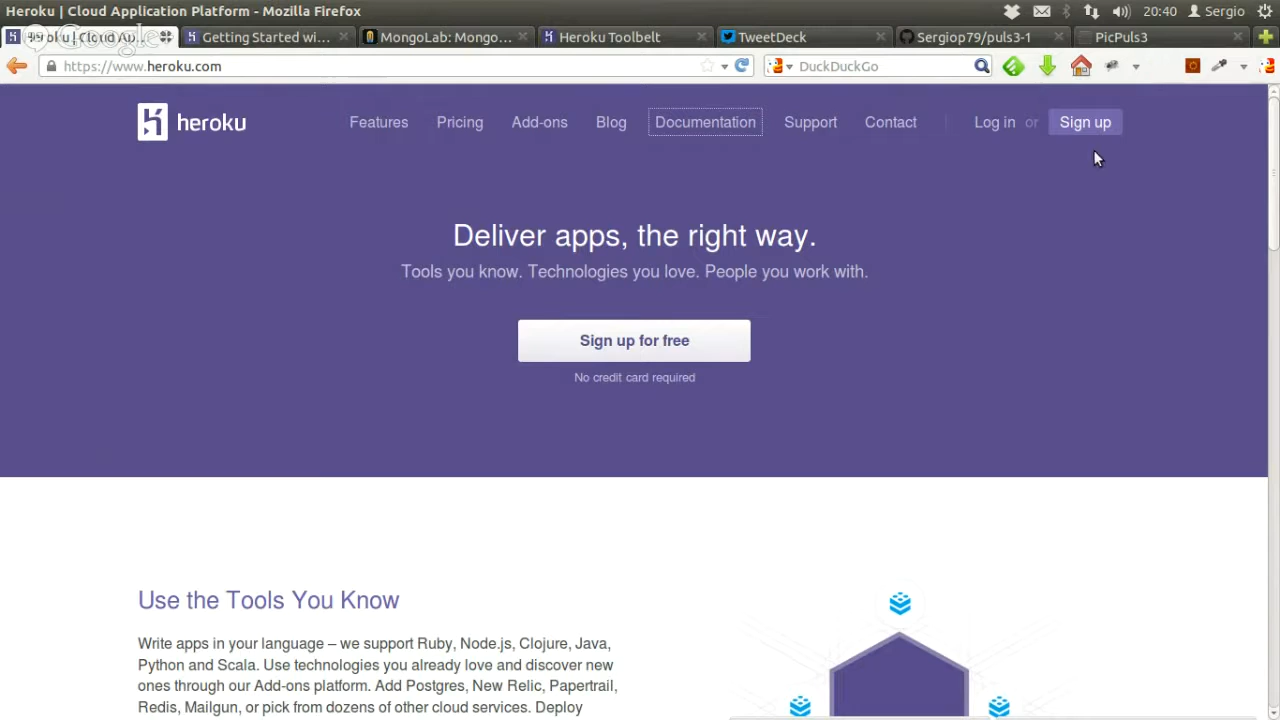 Heroku | Cloud Application Platform - Mozilla Firefox
20:40 Sergio
Heroku | Cloud Ap...
Google+
Getting Started wi...
MongoLab: Mongo...
Heroku Toolbelt
TweetDeck
Sergiop79/puls3-1
PicPuls3
https://www.heroku.com
DuckDuckGo
heroku
Features Pricing Add-ons Blog Documentation Support Contact Log in or Sign up
Deliver apps, the right way.
Tools you know. Technologies you love. People you work with.
Sign up for free
No credit card required
Use the Tools You Know
Write apps in your language – we support Ruby, Node.js, Clojure, Java,
Python and Scala. Use technologies you already love and discover new
ones through our Add-ons platform. Add Postgres, New Relic, Papertrail,
Redis, Mailgun, or pick from dozens of other cloud services. Deploy